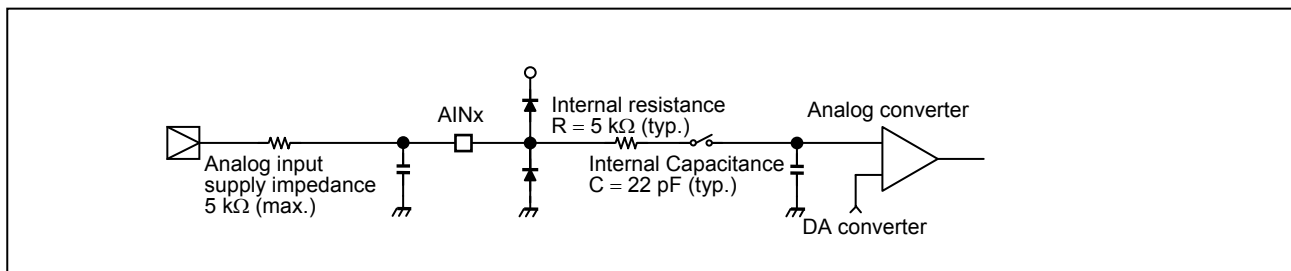 AINx
Internal resistance
R = 5 kΩ (typ.)
Analog converter
Analog input
supply impedance
5 kΩ (max.)
Internal Capacitance
C = 22 pF (typ.)
DA converter